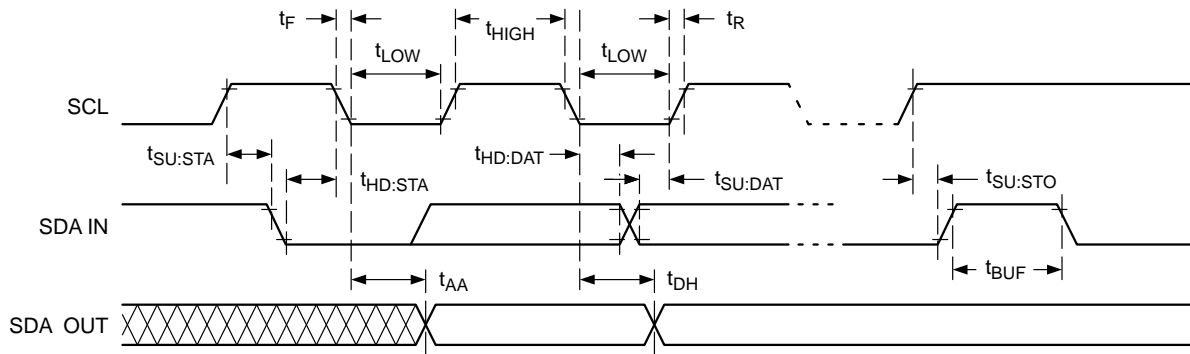 tF
tHIGH
tR
tLOW
tLOW
SCL
tSU:STA
tHD:DAT
tHD:STA
tSU:DAT
tSU:STO
SDA IN
tAA
tDH
tBUF
SDA OUT